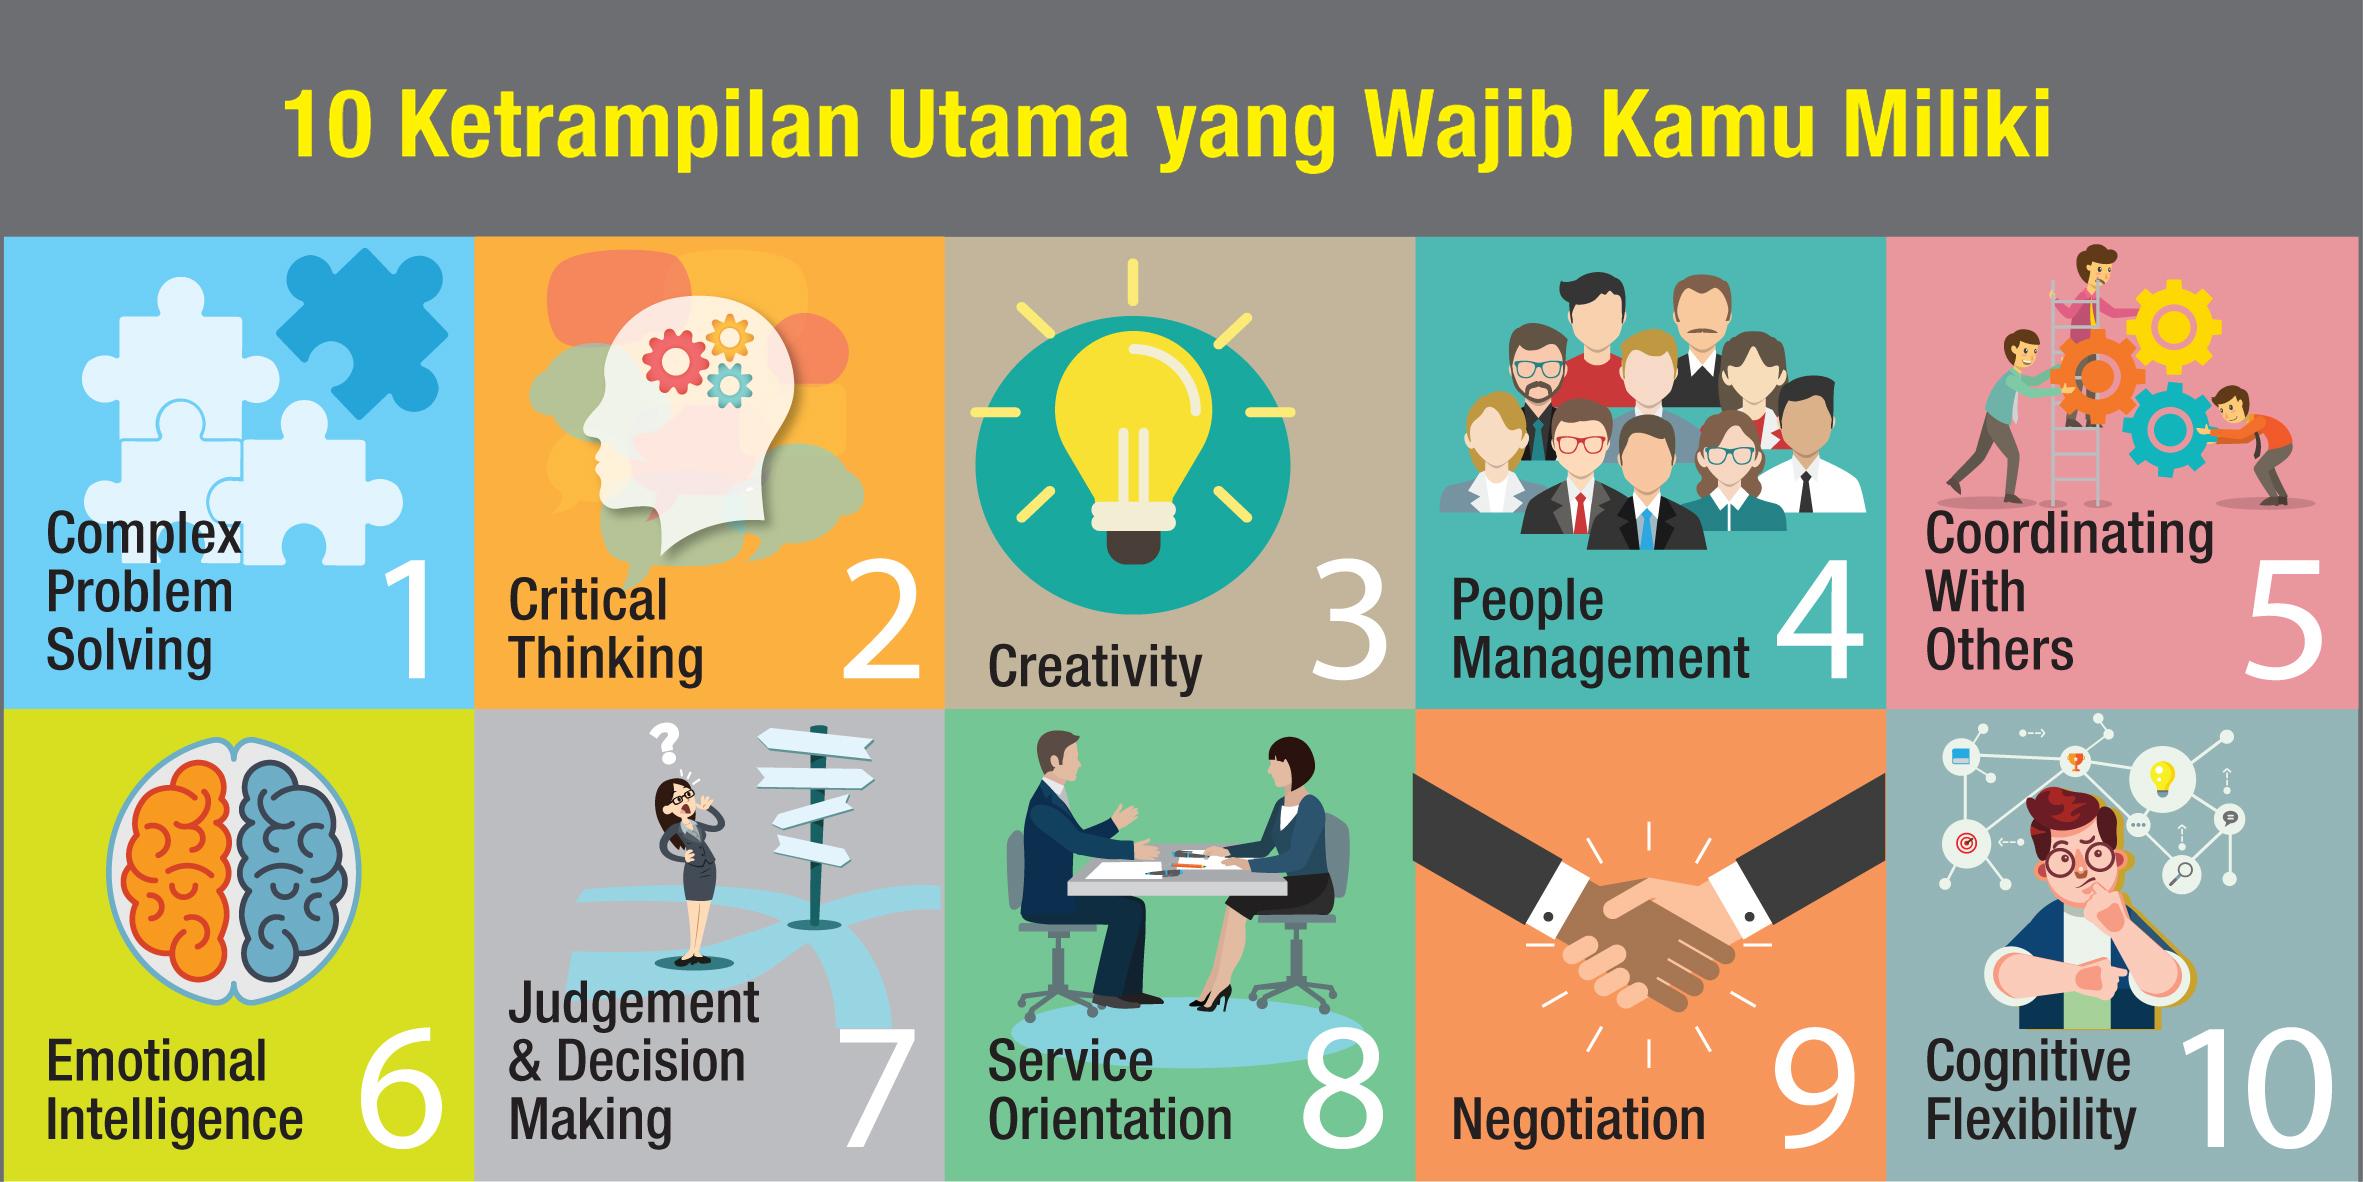 10 Ketrampilan Utama yang Wajib Kamu Miliki
Complex
Problem
Solving
1
Critical
Thinking
2
Creativity
3
People
Management
4
Coordinating
With
Others
5
Emotional
Intelligence
6
?
Judgement
& Decision
Making
7
Service
Orientation
8
Negotiation
9
Cognitive
Flexibility
10